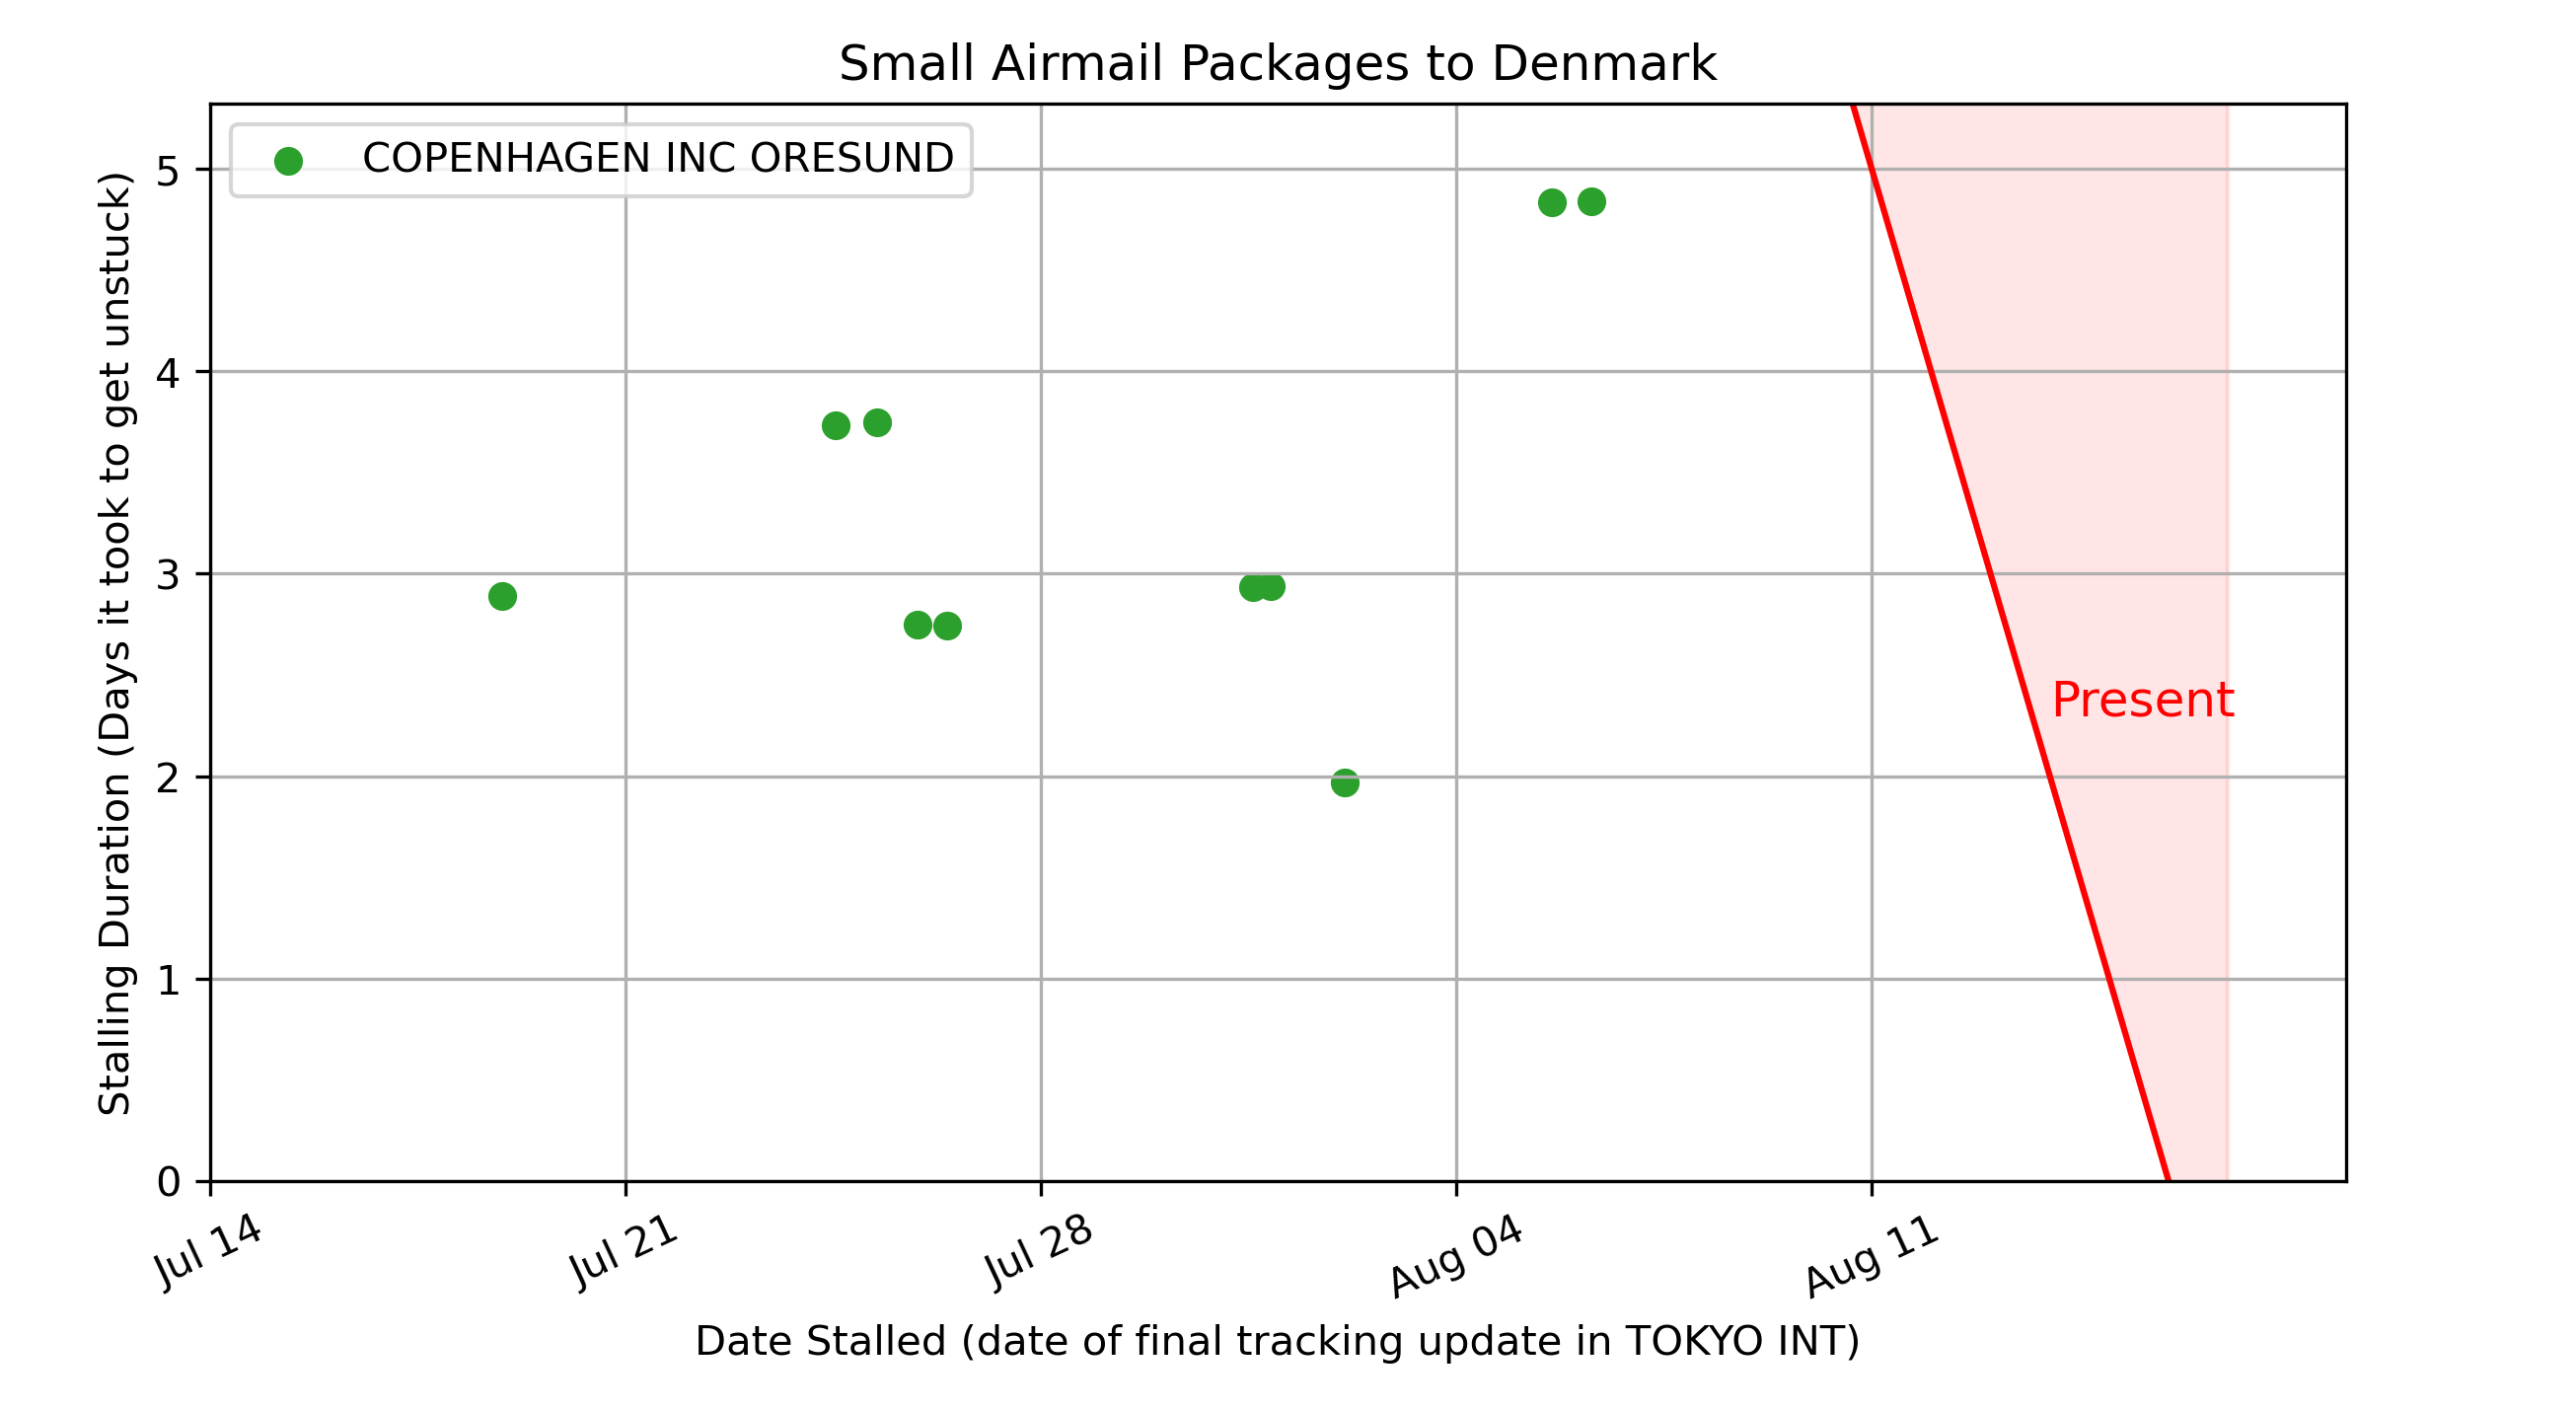 Small Airmail Packages to Denmark
COPENHAGEN INC ORESUND
Stalling Duration (Days it took to get unstuck)
5
4
3
2
1
0
Present
Jul 14
Jul 21
Jul 28
Aug 04
Aug 11
Date Stalled (date of final tracking update in TOKYO INT)